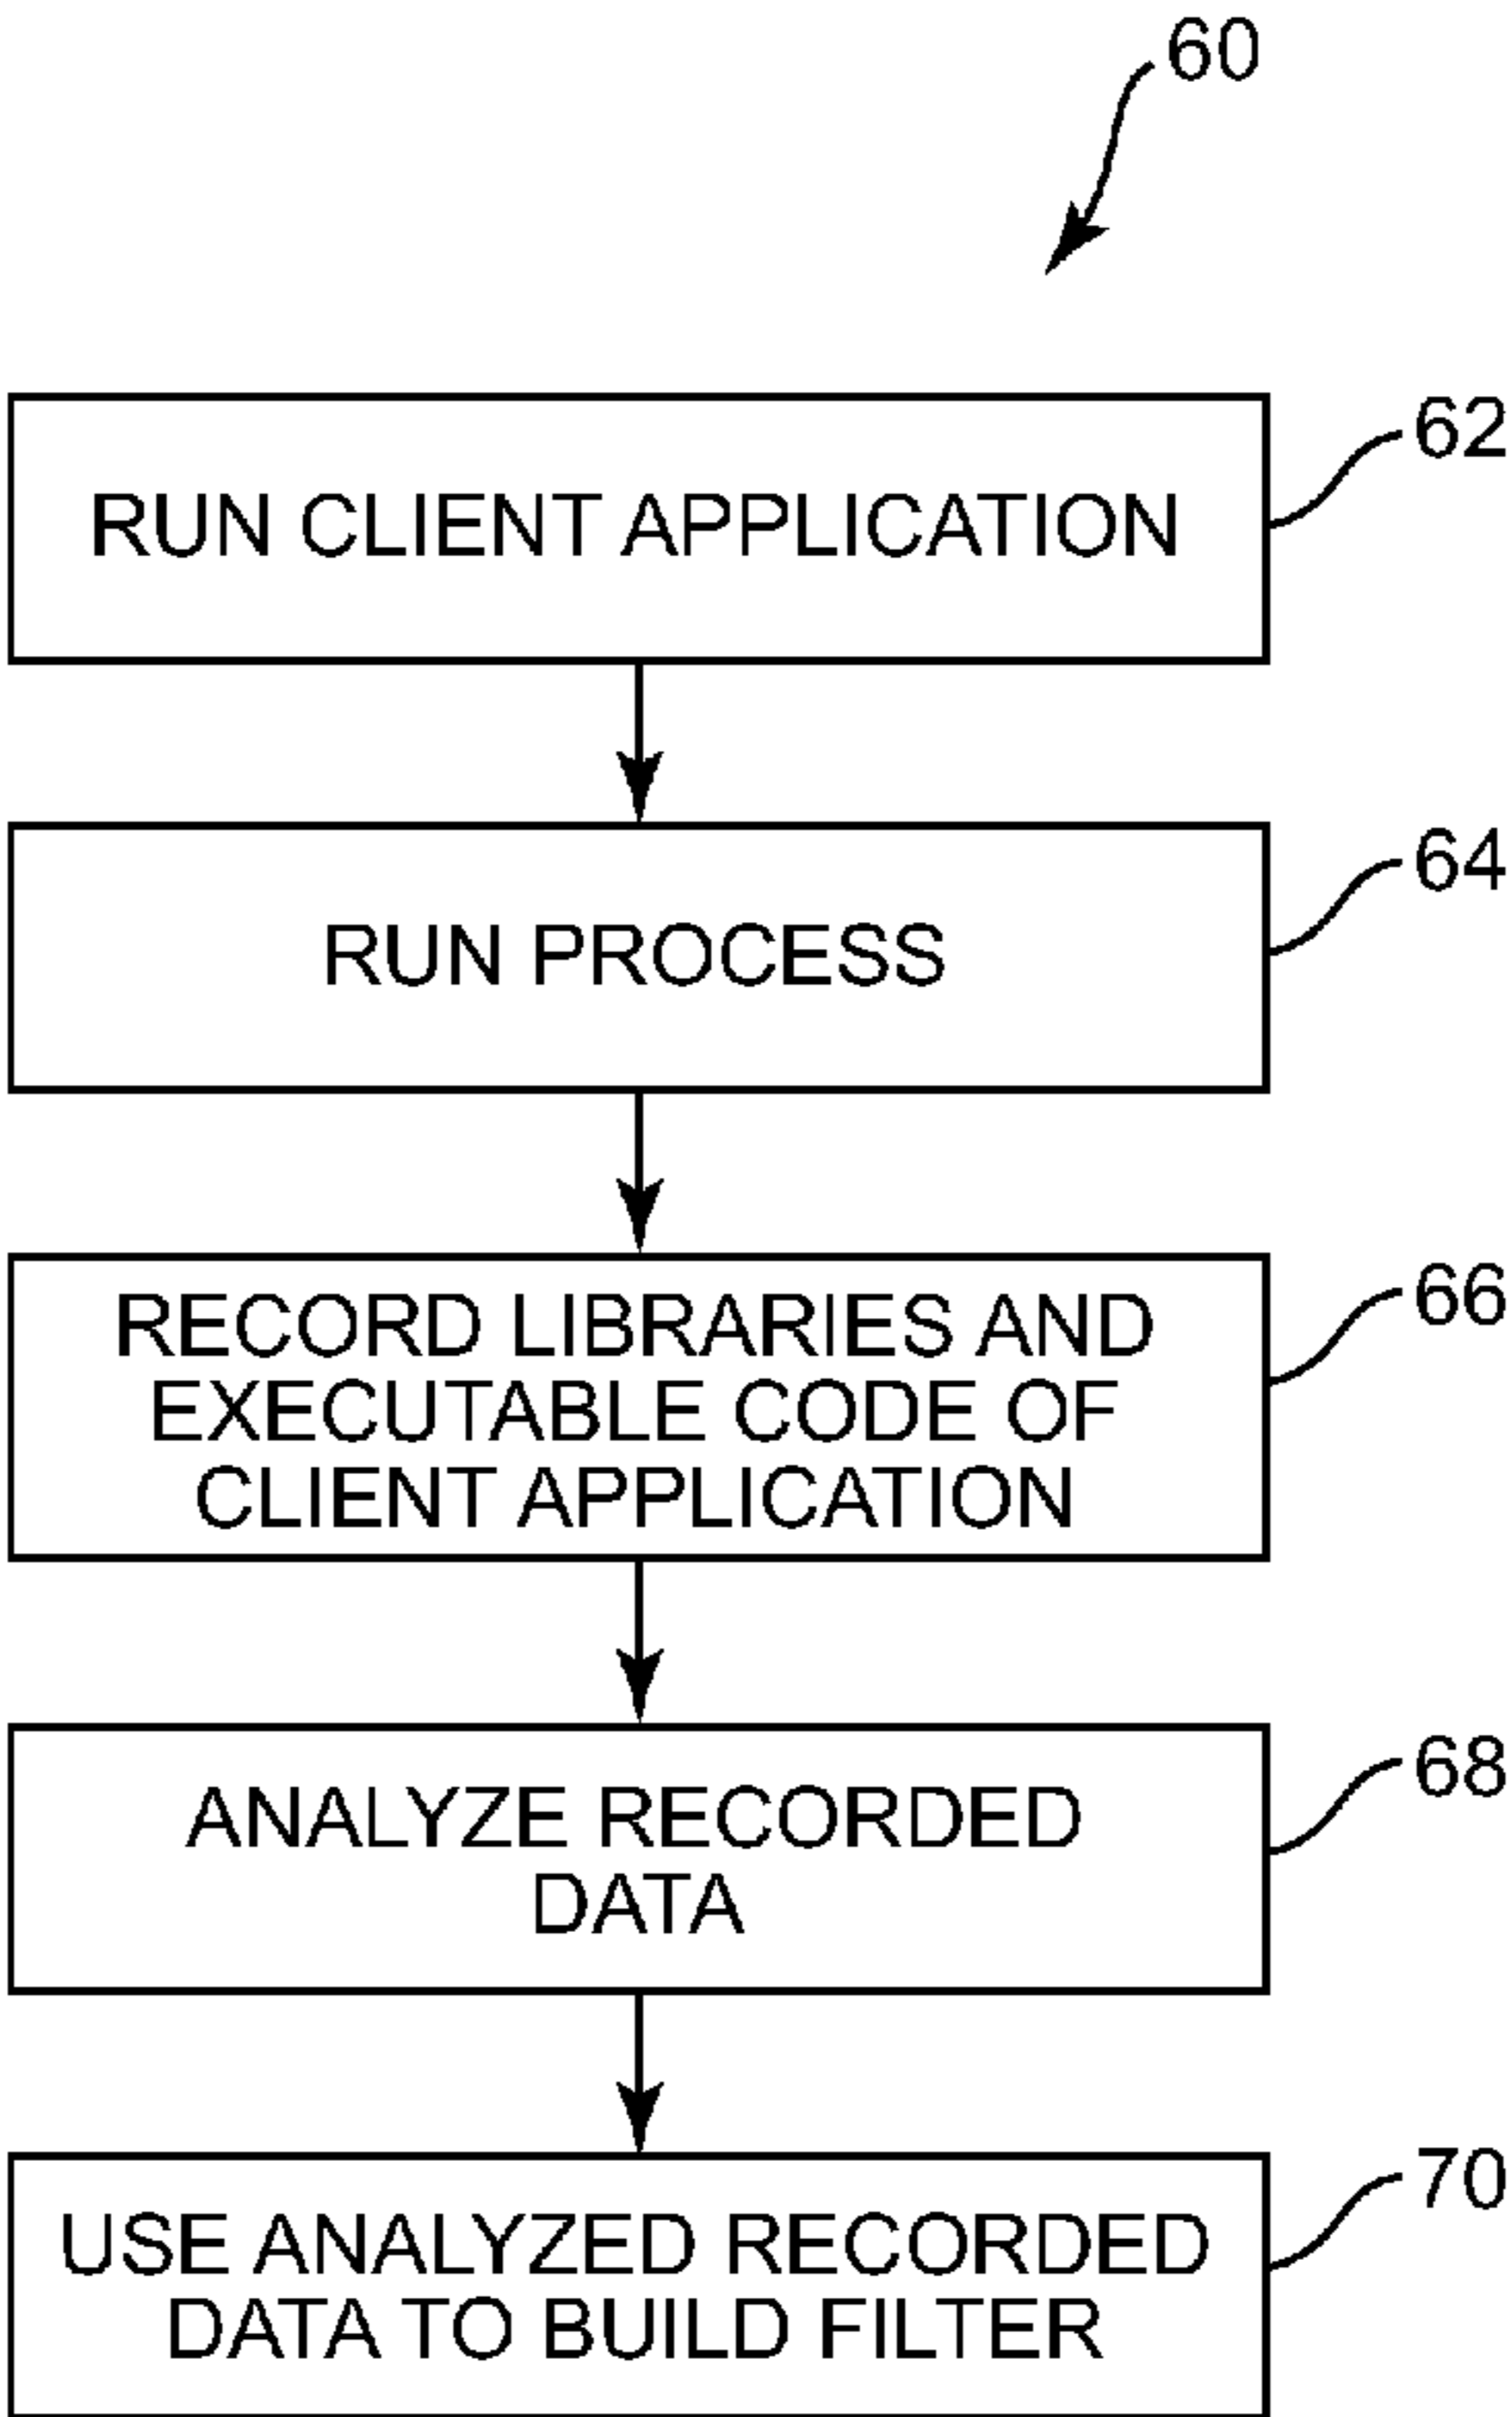 60
62
RUN CLIENT APPLICATION
64
RUN PROCESS
66
RECORD LIBRARIES AND
EXECUTABLE CODE OF
CLIENT APPLICATION
68
ANALYZE RECORDED
DATA
70
USE ANALYZED RECORDED
DATA TO BUILD FILTER